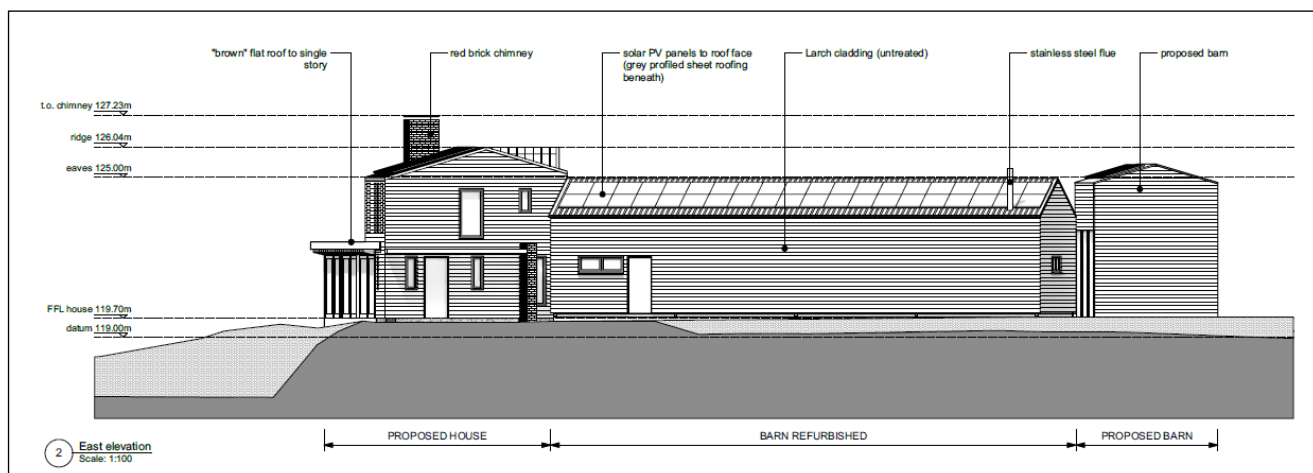 "brown" flat roof to single
story
red brick chimney
solar PV panels to roof face
(grey profiled sheet roofing
beneath)
Larch cladding (untreated)
stainless steel flue
proposed barn
t.o. chimney 127.23m
ridge 126.04m
eaves 125.00m
FFL house 119.70m
datum 119.00m
PROPOSED HOUSE
BARN REFURBISHED
PROPOSED BARN
2
East elevation
Scale: 1:100